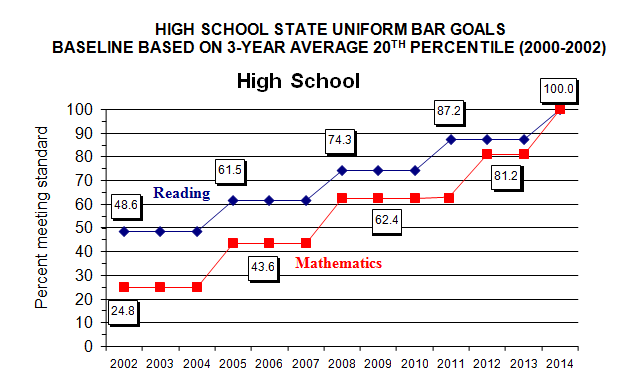 HIGH SCHOOL STATE UNIFORM BAR GOALS
BASELINE BASED ON 3-YEAR AVERAGE 20TH PERCENTILE (2000-2002)
High School
Percent meeting standard
100
90
80
70
60
50
40
30
20
10
0
48.6
61.5
74.3
87.2
100.0
Reading
24.8
43.6
62.4
81.2
Mathematics
2002 2003 2004 2005 2006 2007 2008 2009 2010 2011 2012 2013 2014